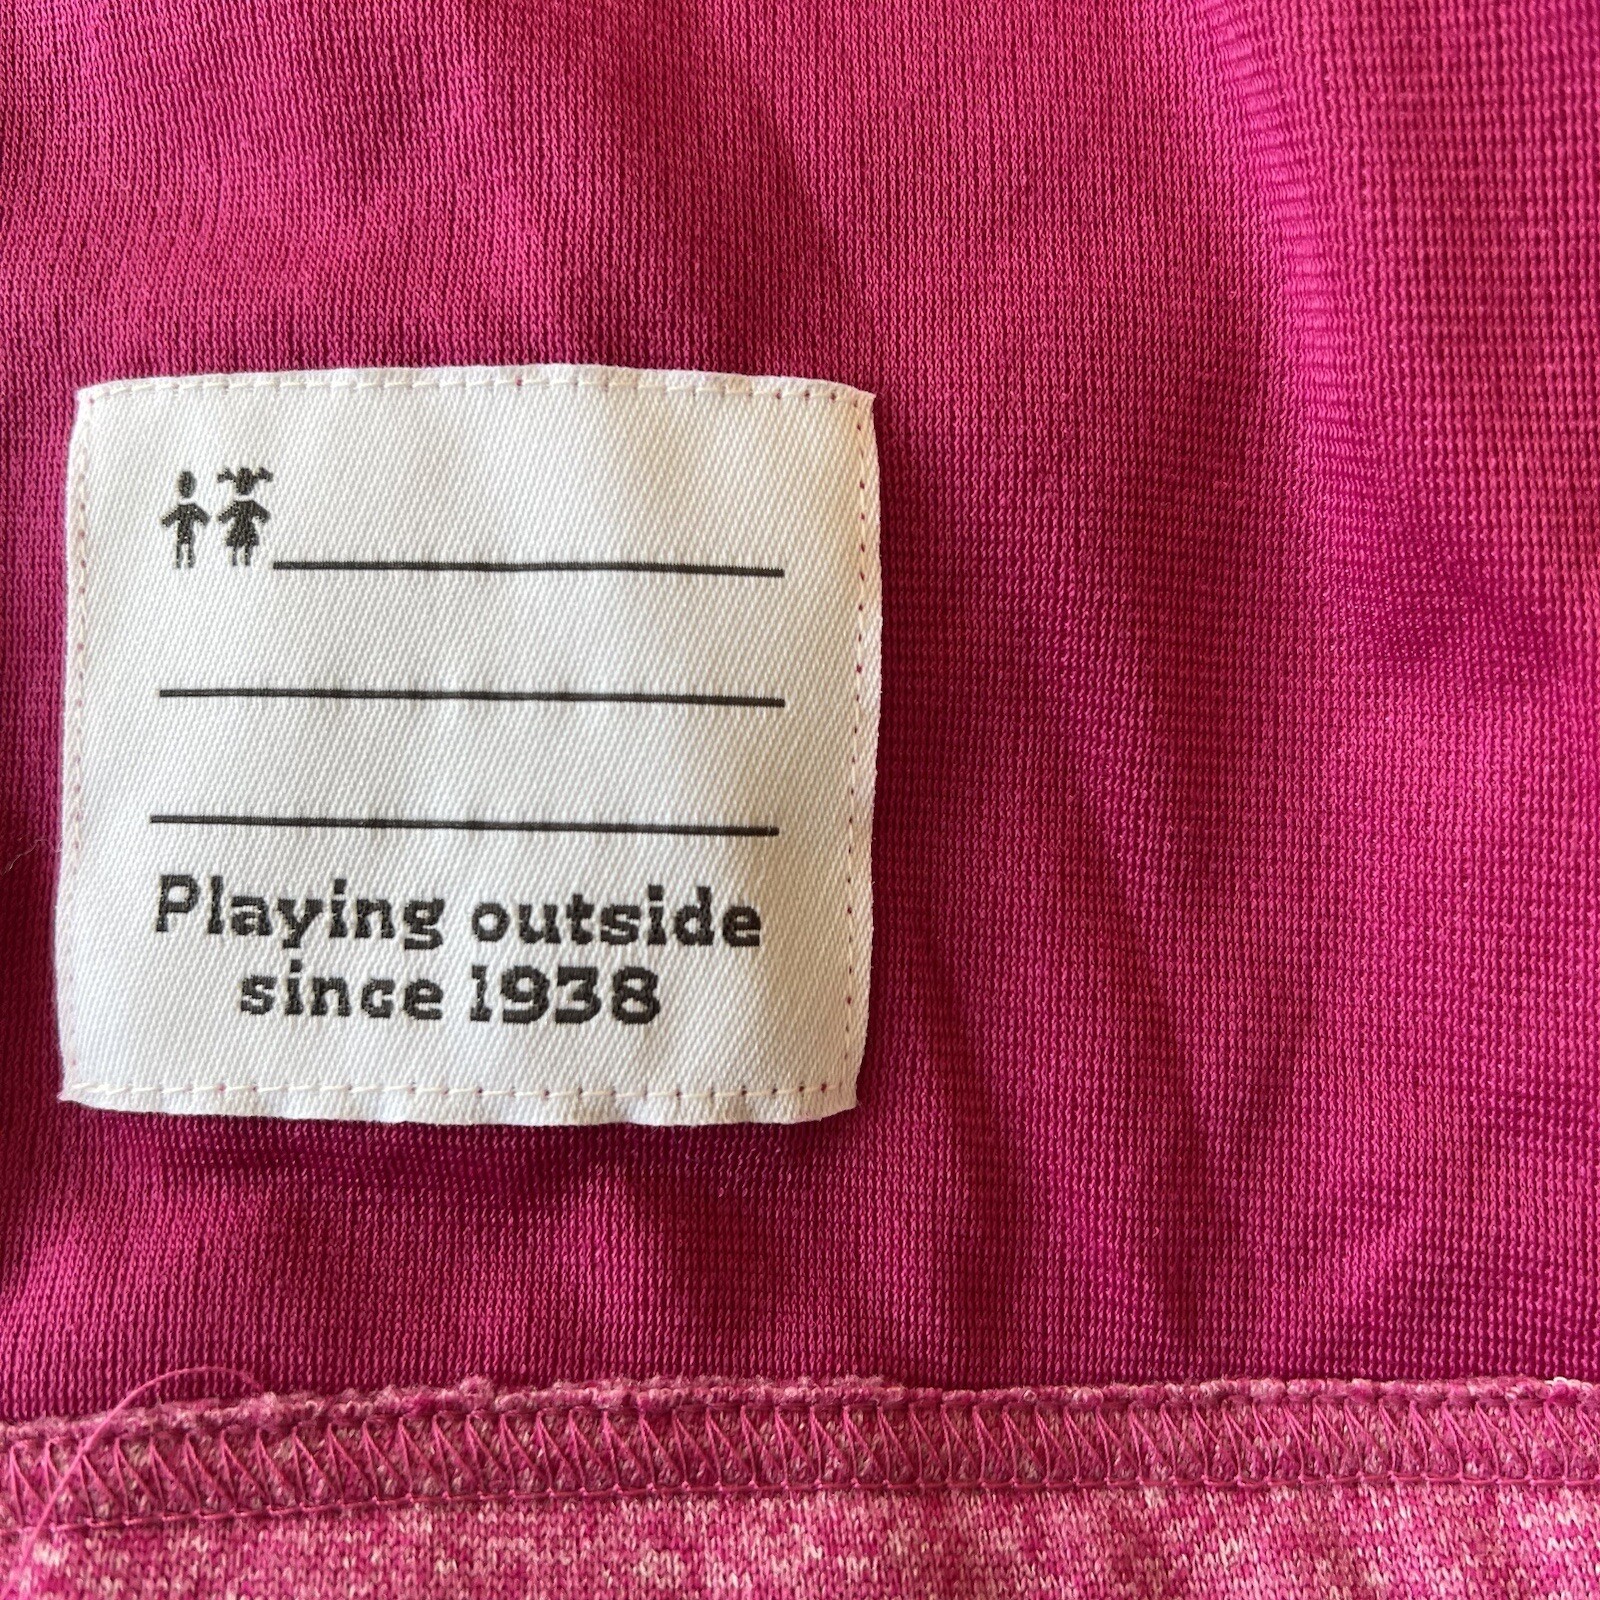 Playing outside
since 1938